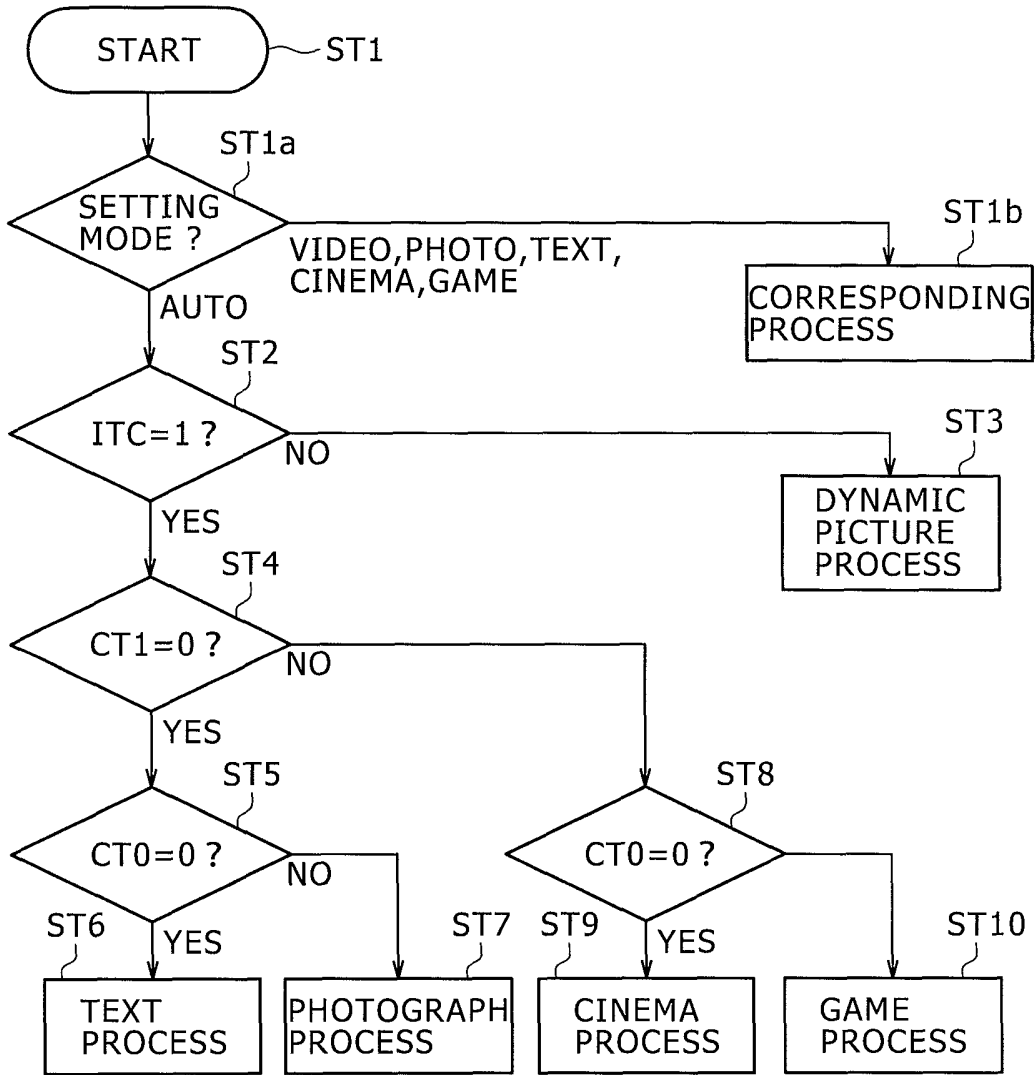 START
ST1
ST1a
SETTING
MODE ?
VIDEO,PHOTO,TEXT,
CINEMA,GAME
ST1b
CORRESPONDING
PROCESS
AUTO
ST2
ITC=1 ?
NO
ST3
DYNAMIC
PICTURE
PROCESS
YES
ST4
CT1=0 ?
NO
YES
ST5
CT0=0 ?
NO
ST8
CT0=0 ?
YES
ST6
TEXT
PROCESS
ST7
PHOTOGRAPH
PROCESS
YES
ST9
CINEMA
PROCESS
ST10
GAME
PROCESS